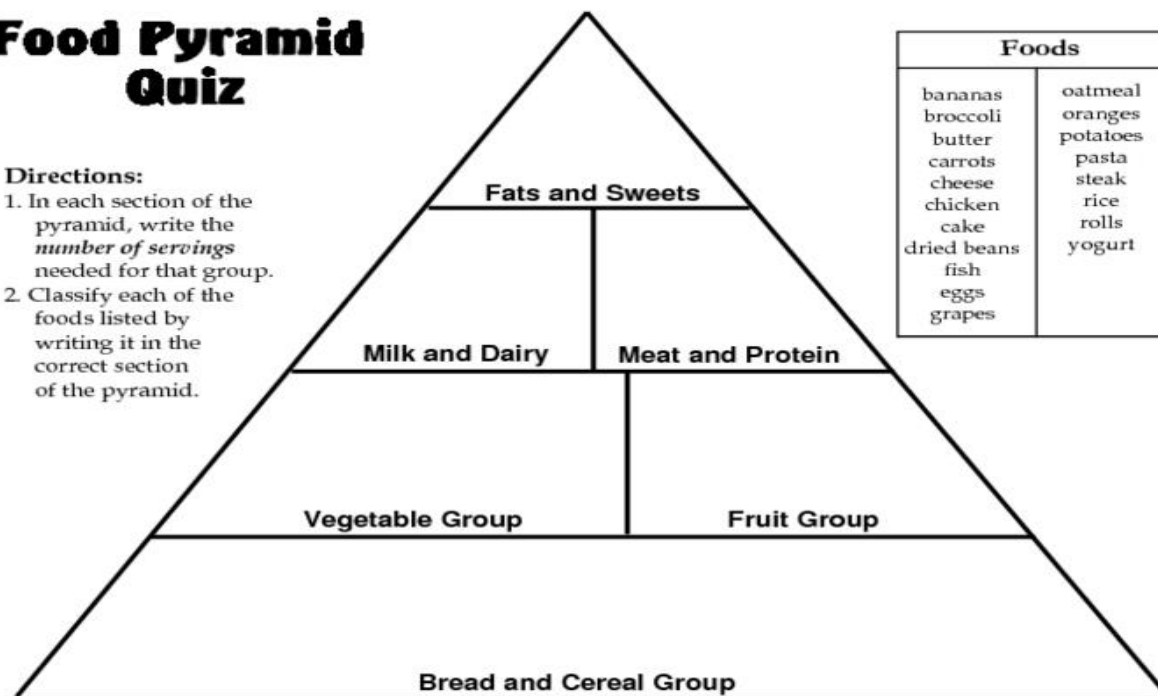 Food Pyramid
Quiz
Directions:
1. In each section of the
pyramid, write the
number of servings
needed for that group.
2. Classify each of the
foods listed by
writing it in the
correct section
of the pyramid.
Fats and Sweets
Milk and Dairy
Meat and Protein
Vegetable Group
Fruit Group
Bread and Cereal Group
Foods
bananas
broccoli
butter
carrots
cheese
chicken
cake
dried beans
fish
eggs
grapes
oatmeal
oranges
potatoes
pasta
steak
rice
rolls
yogurt